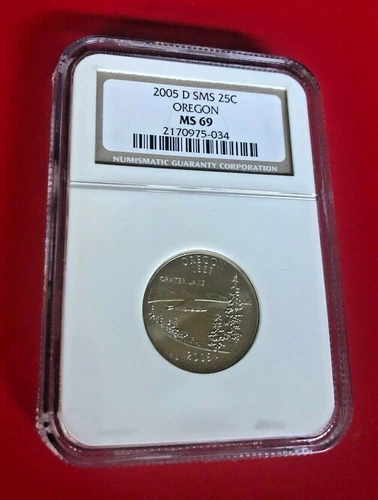 2005 D SMS 25C
OREGON
MS 69
2170975-034
NUMISMATIC GUARANTY CORPORATION
OREGON
1859
CRATER LAKE
2005